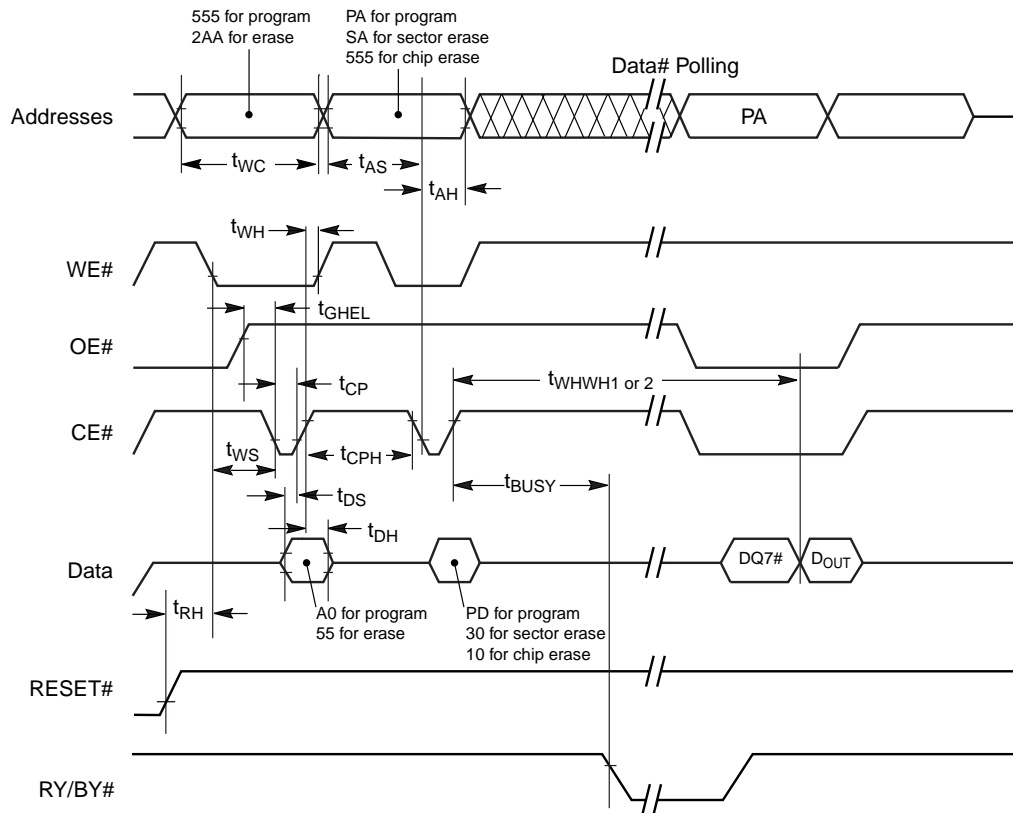 555 for program
2AA for erase
PA for program
SA for sector erase
555 for chip erase
Data# Polling
Addresses
PA
tWC
tAS
tAH
tWH
WE#
tGHEL
OE#
tCP
tWHWH1 or 2
CE#
tWS
tCPH
tBUSY
tDS
tDH
Data
DQ7#
DOUT
tRH
A0 for program
55 for erase
PD for program
30 for sector erase
10 for chip erase
RESET#
RY/BY#